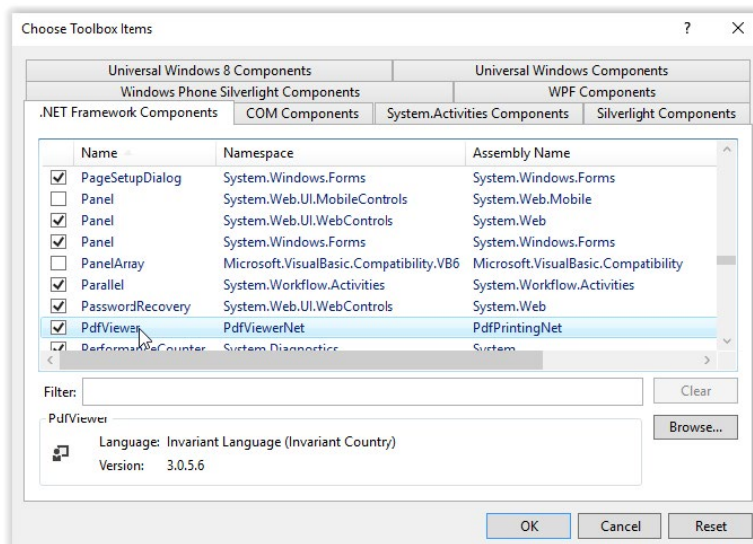 Choose Toolbox Items ? X
Universal Windows 8 Components Universal Windows Components
Windows Phone Silverlight Components WPF Components
.NET Framework Components COM Components System.Activities Components Silverlight Components
Name Namespace Assembly Name
PageSetupDialog System.Windows.Forms System.Windows.Forms
Panel System.Web.UI.MobileControls System.Web.Mobile
Panel System.Web.UI.WebControls System.Web
Panel System.Windows.Forms System.Windows.Forms
PanelArray Microsoft.VisualBasic.Compatibility.VB6 Microsoft.VisualBasic.Compatibility
Parallel System.Workflow.Activities System.Workflow.Activities
PasswordRecovery System.Web.UI.WebControls System.Web
PdfViewer PdfViewerNet PdfPrintingNet
PerformanceCounter System.Diagnostics System
Filter: Clear
PdfViewer
Browse...
Language: Invariant Language (Invariant Country)
Version: 3.0.5.6
OK Cancel Reset